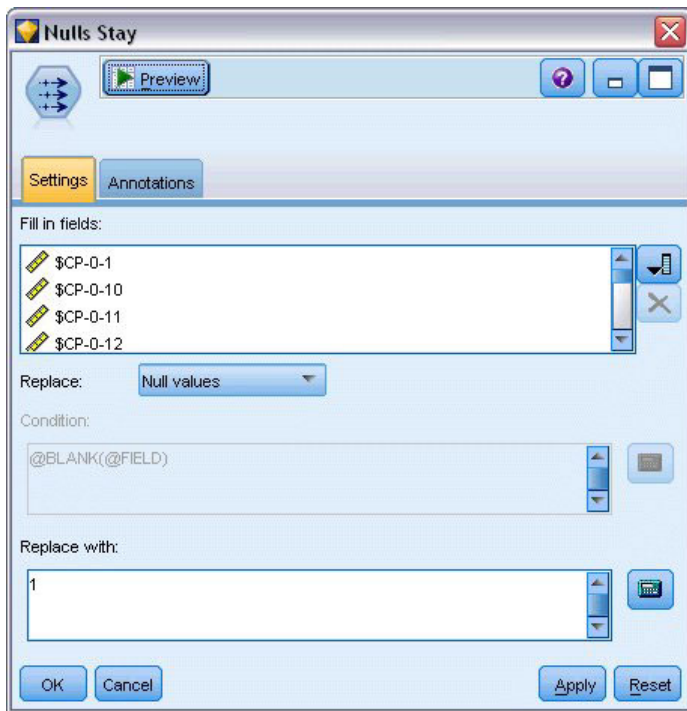 Nulls Stay
Preview
Settings Annotations
Fill in fields:
$CP-0-1
$CP-0-10
$CP-0-11
$CP-0-12
Replace: Null values
Condition:
@BLANK(@FIELD)
Replace with:
1
OK Cancel Apply Reset